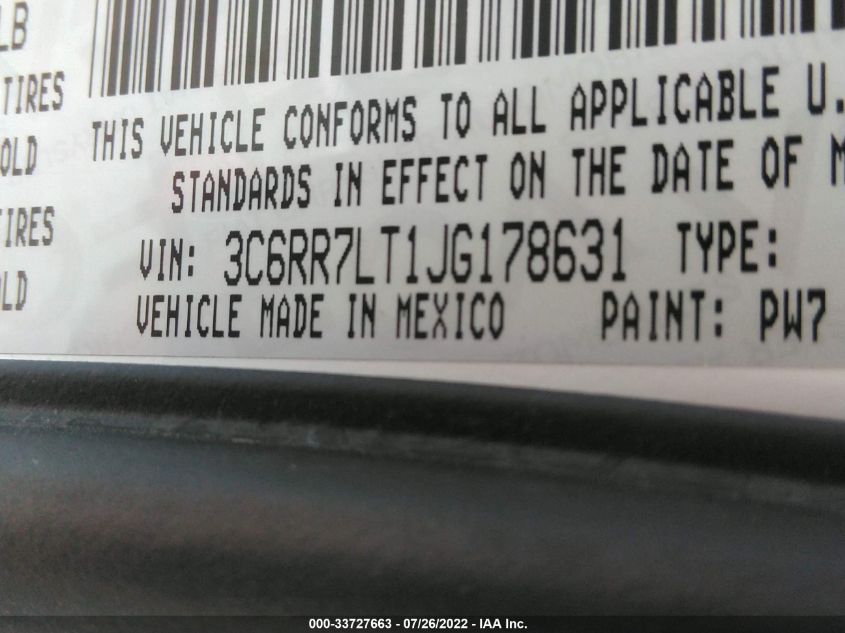 LB
TIRES
OLD
TIRES
OLD
THIS VEHICLE CONFORMS TO ALL APPLICABLE U.
STANDARDS IN EFFECT ON THE DATE OF M
VIN: 3C6RR7LT1JG178631 TYPE:
VEHICLE MADE IN MEXICO PAINT: PW7
000-33727663 - 07/26/2022 - IAA Inc.